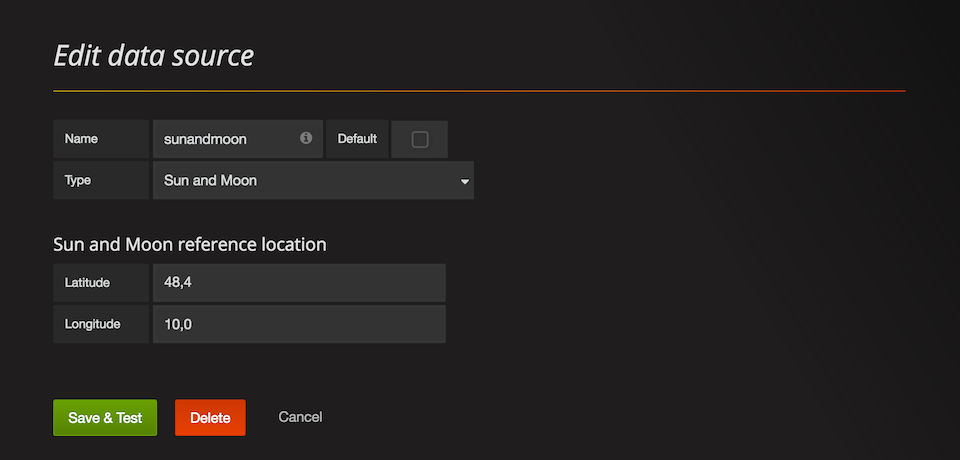 Edit data source
Name sunandmoon Default
Type Sun and Moon
Sun and Moon reference location
Latitude 48,4
Longitude 10,0
Save & Test Delete Cancel